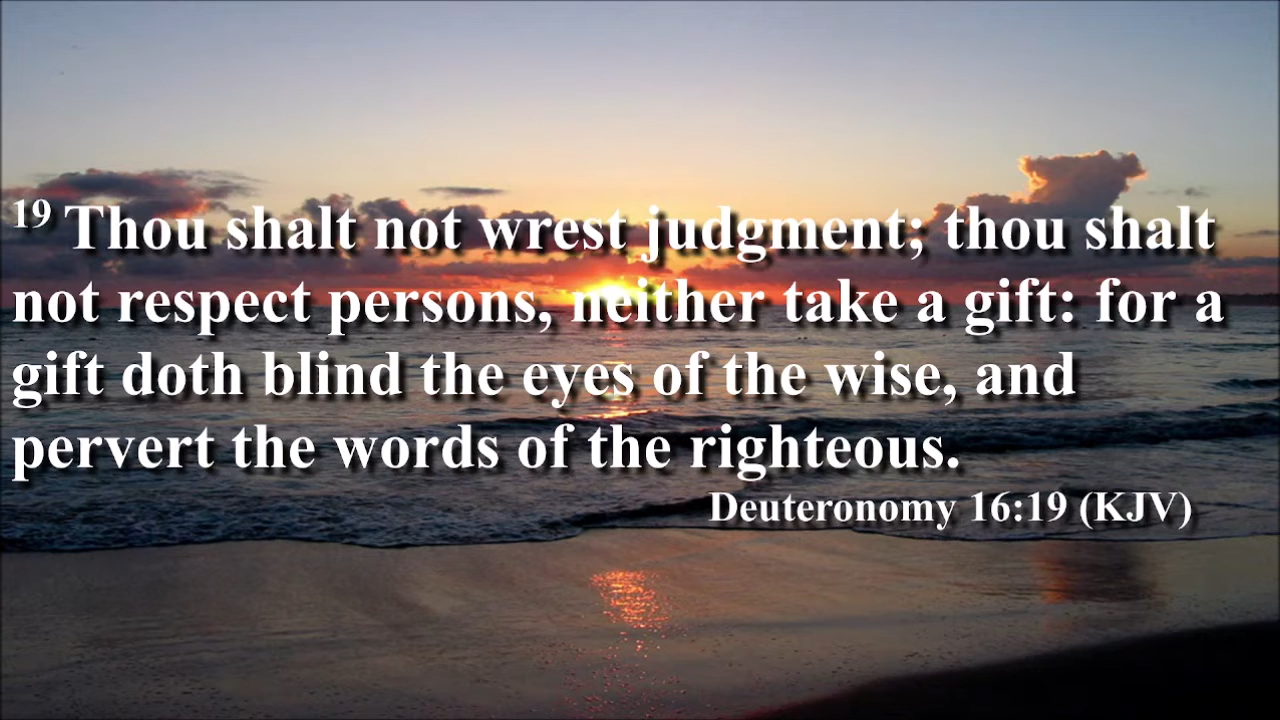 19 Thou shalt not wrest judgment; thou shalt
not respect persons, neither take a gift: for a
gift doth blind the eyes of the wise, and
pervert the words of the righteous.
Deuteronomy 16:19 (KJV)